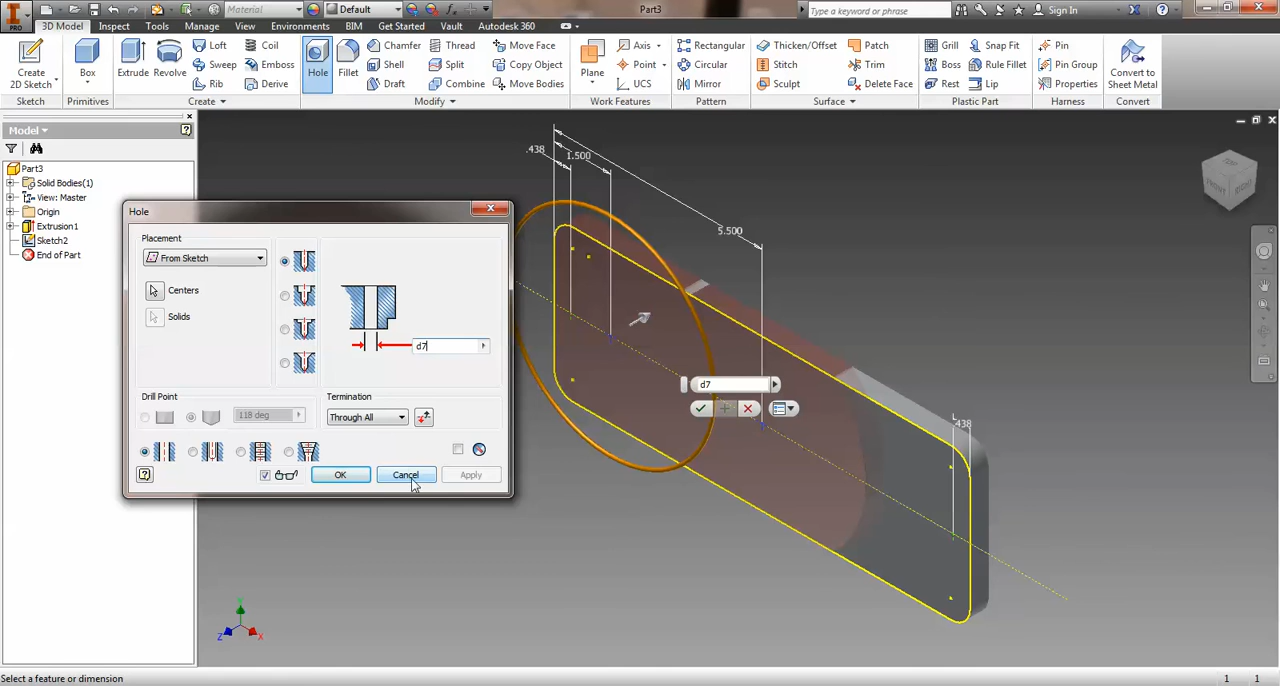 Material
Default
Part3
Type a keyword or phrase
Sign In
PRO
3D Model
Inspect
Tools
Manage
View
Environments
BIM
Get Started
Vault
Autodesk 360
Create
2D Sketch
Box
Extrude
Revolve
Loft
Sweep
Rib
Coil
Emboss
Derive
Hole
Fillet
Chamfer
Shell
Draft
Thread
Split
Combine
Move Face
Copy Object
Move Bodies
Plane
Axis
Point
UCS
Rectangular
Circular
Mirror
Thicken/Offset
Stitch
Sculpt
Patch
Trim
Delete Face
Grill
Boss
Rest
Snap Fit
Rule Fillet
Lip
Pin
Pin Group
Properties
Convert to
Sheet Metal
Sketch
Primitives
Create
Modify
Work Features
Pattern
Surface
Plastic Part
Harness
Convert
Model
Part3
Solid Bodies(1)
View: Master
Origin
Extrusion1
Sketch2
End of Part
Hole
Placement
From Sketch
Centers
Solids
d7
Drill Point
118 deg
Termination
Through All
OK
Cancel
Apply
.438
1.500
5.500
d7
.438
TOP
FRONT
RIGHT
Y
Z
X
Select a feature or dimension
1
1